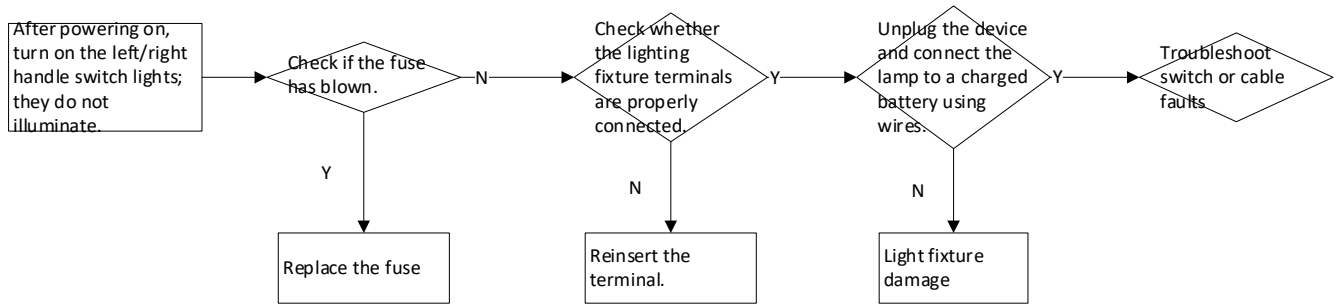 After powering on,
turn on the left/right
handle switch lights;
they do not
illuminate.
Check if the fuse
has blown.
N
Check whether
the lighting
fixture terminals
are properly
connected.
Y
Unplug the device
and connect the
lamp to a charged
battery using
wires.
Y
Troubleshoot
switch or cable
faults
Y
N
N
Replace the fuse
Reinsert the
terminal.
Light fixture
damage